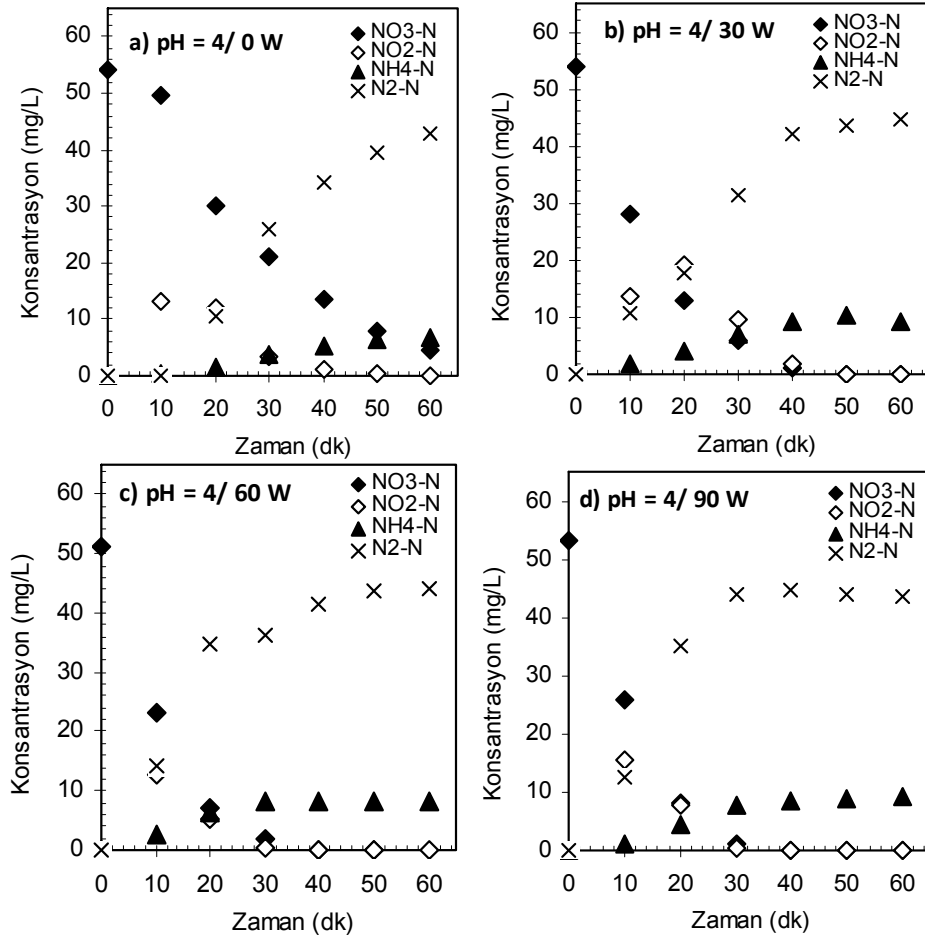 a) pH = 4/ 0 W
NO3-N
NO2-N
NH4-N
N2-N
Konsantrasyon (mg/L)
60
50
40
30
20
10
0
0 10 20 30 40 50 60
Zaman (dk)
b) pH = 4/ 30 W
NO3-N
NO2-N
NH4-N
N2-N
Konsantrasyon (mg/L)
60
50
40
30
20
10
0
0 10 20 30 40 50 60
Zaman (dk)
c) pH = 4/ 60 W
NO3-N
NO2-N
NH4-N
N2-N
Konsantrasyon (mg/L)
60
50
40
30
20
10
0
0 10 20 30 40 50 60
Zaman (dk)
d) pH = 4/ 90 W
NO3-N
NO2-N
NH4-N
N2-N
Konsantrasyon (mg/L)
60
50
40
30
20
10
0
0 10 20 30 40 50 60
Zaman (dk)